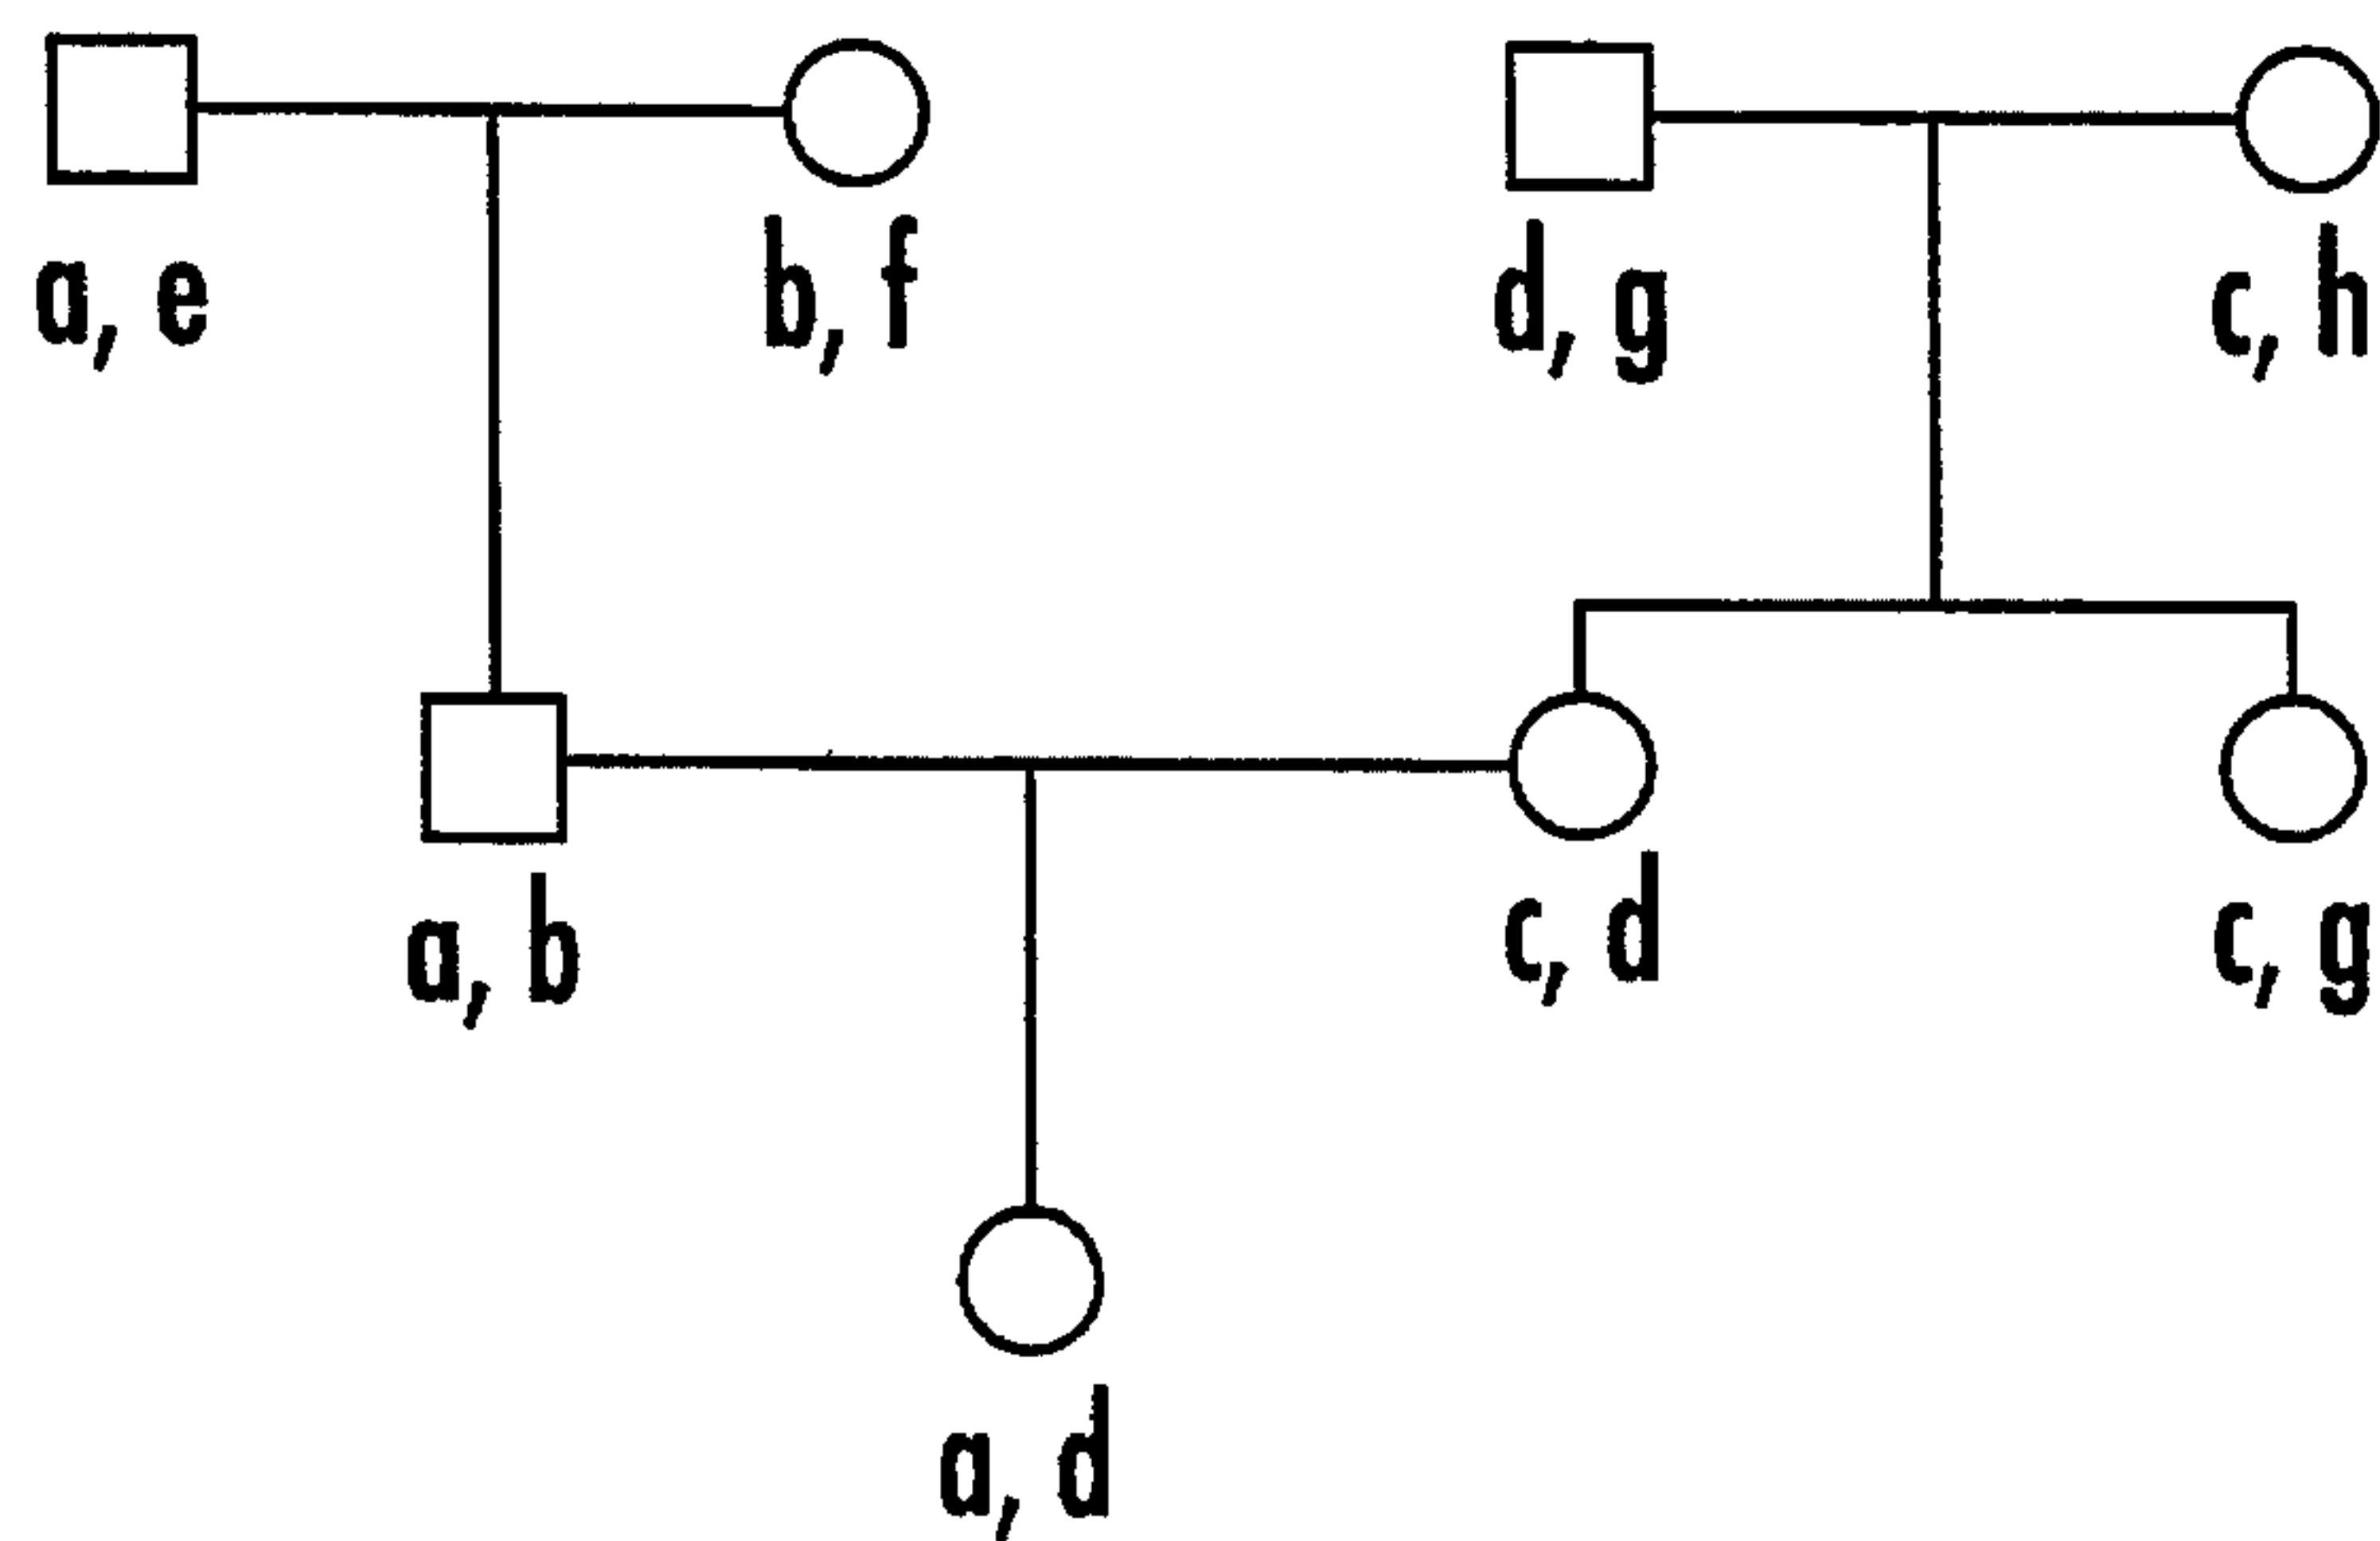 a, e b, f d, g c, h
a, b c, d c, g
a, d